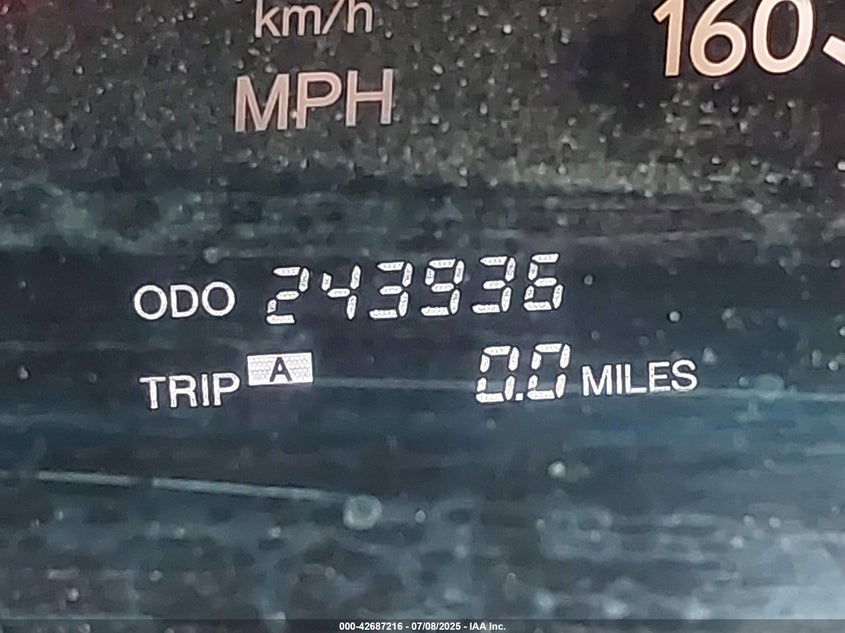 km/h
MPH
160
ODO 243936
TRIP A 0.0 MILES
000-42687216 - 07/08/2025 - IAA Inc.